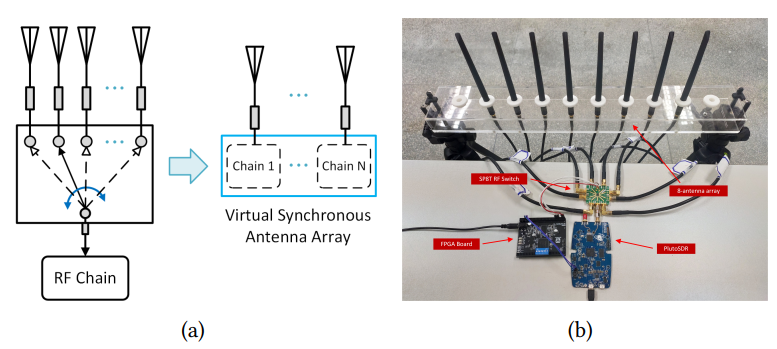 RF Chain
Chain 1
Chain N
Virtual Synchronous
Antenna Array
(a)
SP8T RF Switch
8-antenna array
FPGA Board
PlutoSDR
(b)